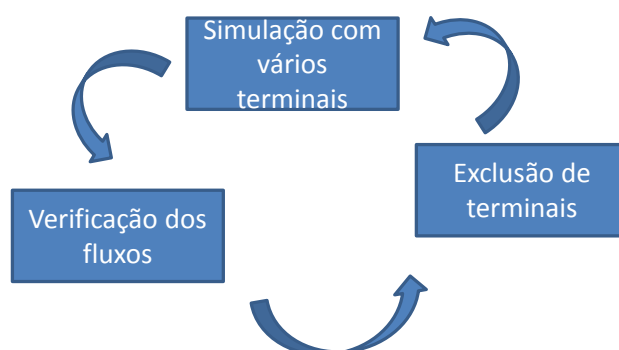 Simulação com
vários
terminais
Exclusão de
terminais
Verificação dos
fluxos